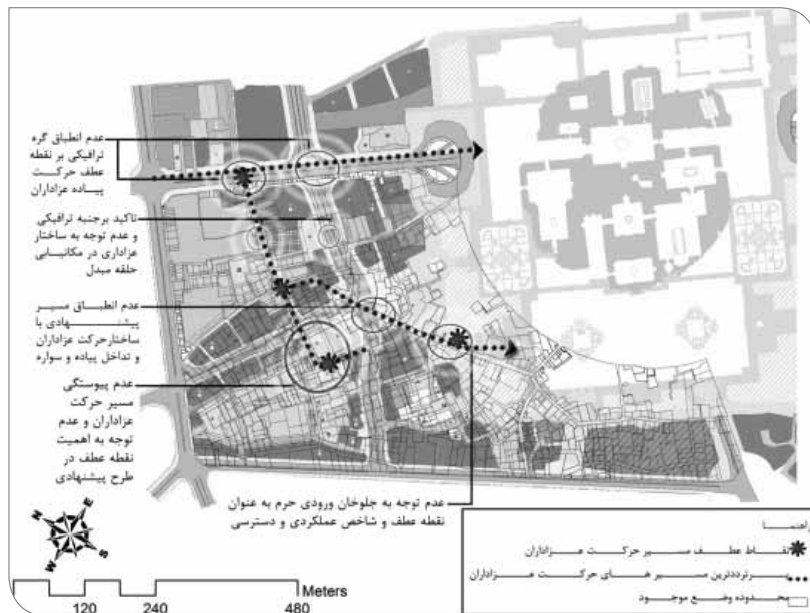 عدم انطباق گره
ترافیکی بر نقطه
عطف حرکت
پیاده عزاداران
تاکید برجنبه ترافیکی
و عدم توجه به ساختار
عزاداری در مکانیابی
حلقه مبدل
عدم انطباق مسیر
پیشنهادی با
ساختارحرکت عزاداران
و تداخل پیاده و سواره
عدم پیوستگی
مسیر حرکت
عزاداران و عدم
توجه به اهمیت
نقطه عطف در
طرح پیشنهادی
عدم توجه به جلوخان ورودی حرم به عنوان
نقطه عطف و شاخص عملکردی و دسترسی
راهنما
نقاط عطف مسیر حرکت عزاداران
پرترددترین مسیر های حرکت عزاداران
محدوده وضع موجود
N
E
W
S
Meters
120
240
480